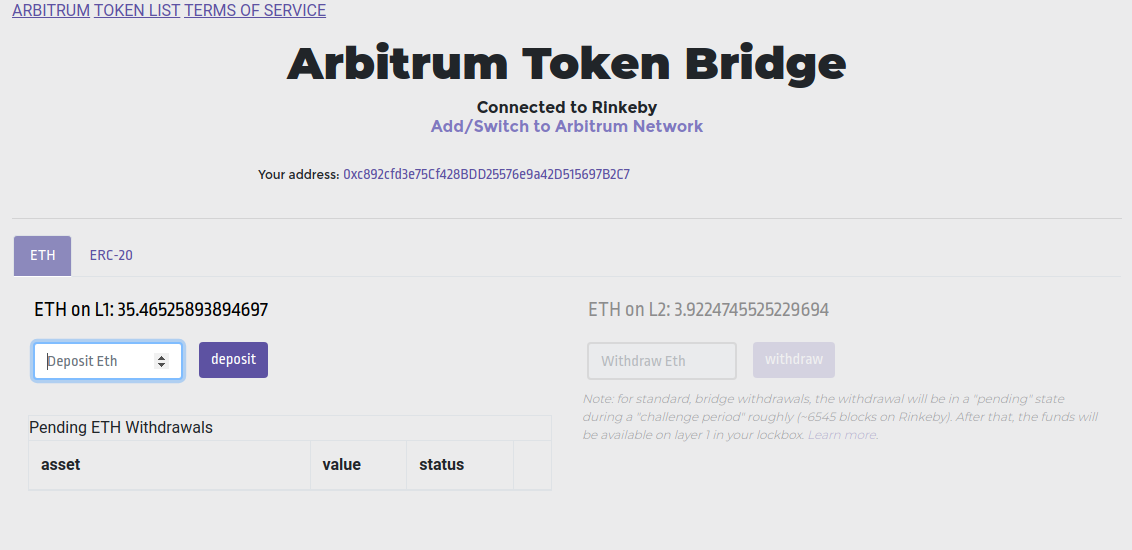 ARBITRUM TOKEN LIST TERMS OF SERVICE
Arbitrum Token Bridge
Connected to Rinkeby
Add/Switch to Arbitrum Network
Your address: 0xc892cfd3e75Cf428BDD25576e9a42D515697B2C7
ETH ERC-20
ETH on L1: 35.46525893894697
Deposit Eth deposit
Pending ETH Withdrawals
asset value status
ETH on L2: 3.9224745525229694
Withdraw Eth withdraw
Note: for standard, bridge withdrawals, the withdrawal will be in a "pending" state
during a "challenge period" roughly (~6545 blocks on Rinkeby). After that, the funds will
be available on layer 1 in your lockbox. Learn more.